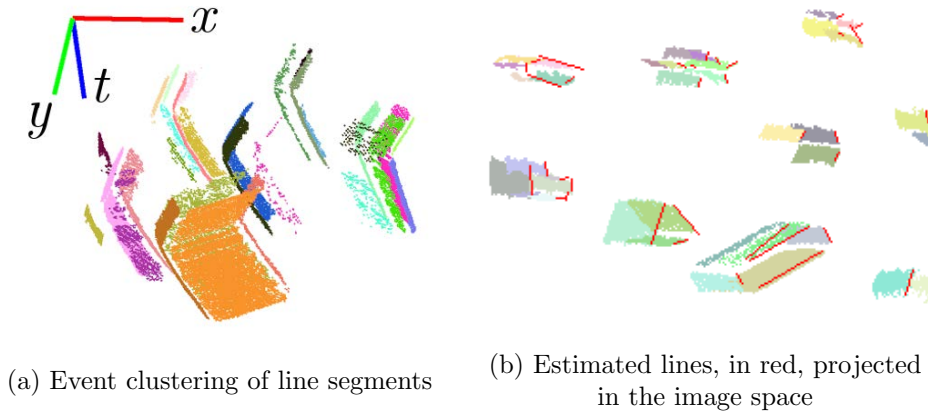 x
y
t
(a) Event clustering of line segments
(b) Estimated lines, in red, projected
in the image space